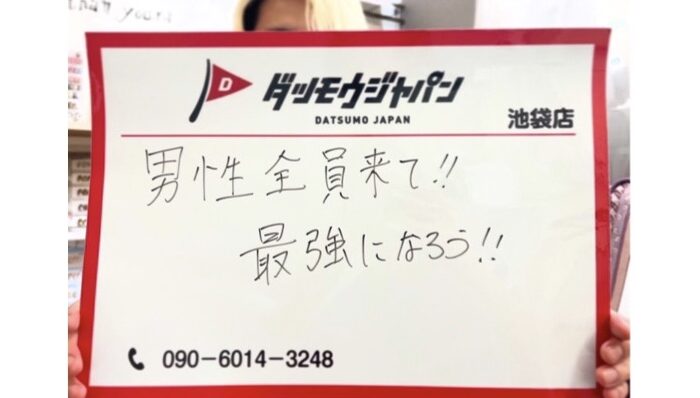 D
ダツモウジャパン
DATSUMO JAPAN
池袋店
男性全員来て!!
最強になろう!!
090-6014-3248